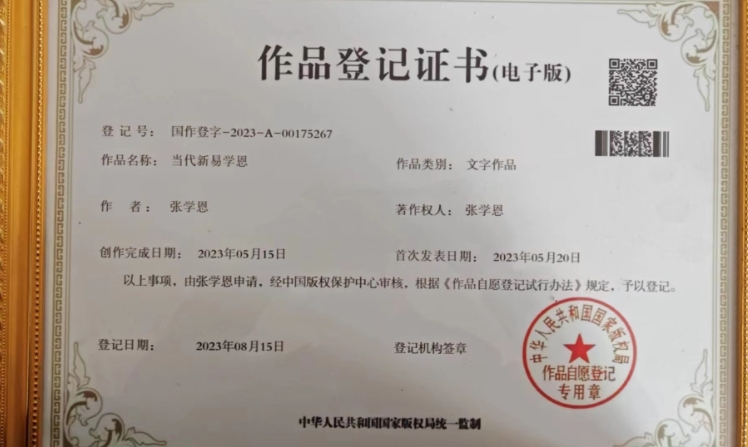 作品登记证书(电子版)
登 记 号： 国作登字-2023-A-00175267
作品名称： 当代新易学恩 作品类别： 文字作品
作 者： 张学恩 著作权人： 张学恩
创作完成日期： 2023年05月15日 首次发表日期： 2023年05月20日
以上事项，由张学恩申请，经中国版权保护中心审核，根据《作品自愿登记试行办法》规定，予以登记。
登记日期： 2023年08月15日 登记机构签章
中华人民共和国国家版权局
作品自愿登记
专用章
中华人民共和国国家版权局统一监制